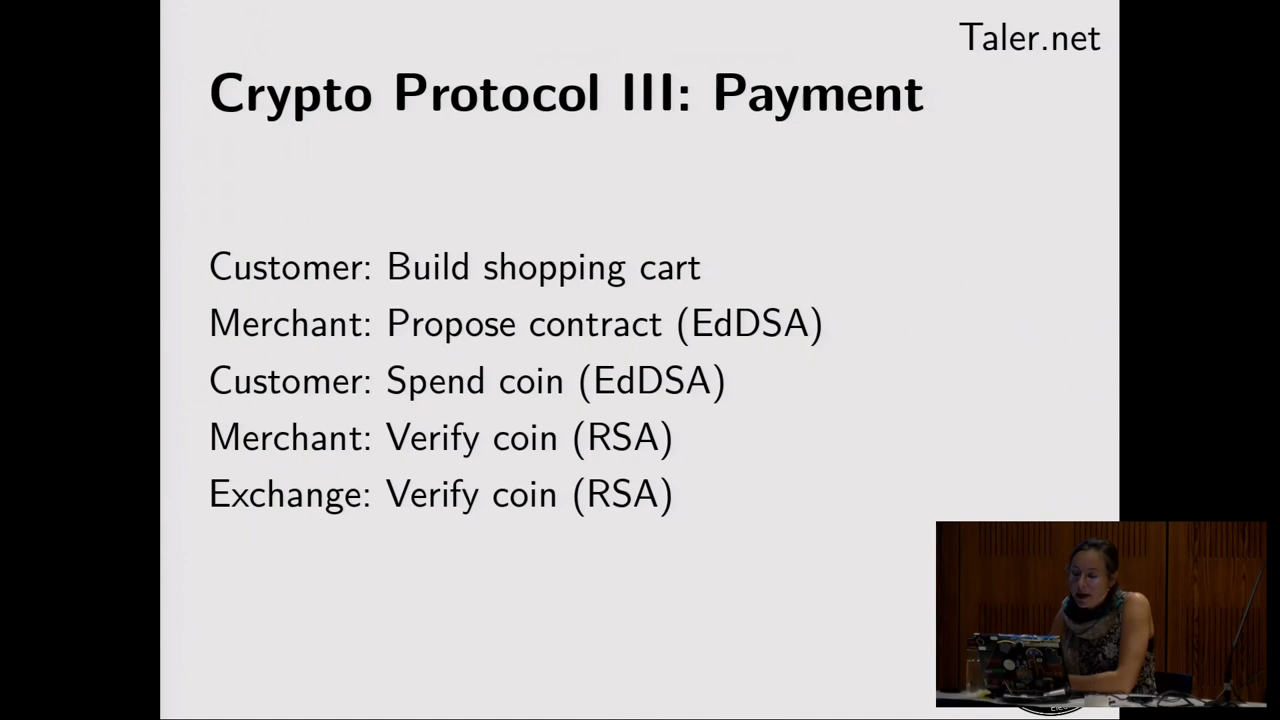 Taler.net
Crypto Protocol III: Payment
Customer: Build shopping cart
Merchant: Propose contract (EdDSA)
Customer: Spend coin (EdDSA)
Merchant: Verify coin (RSA)
Exchange: Verify coin (RSA)